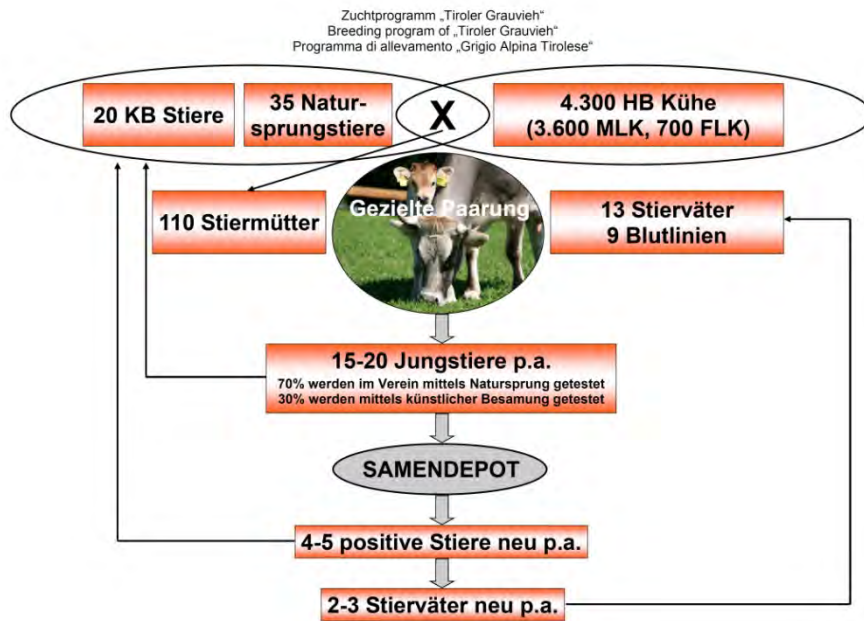 Zuchtprogramm „Tiroler Grauvieh“
Breeding program of „Tiroler Grauvieh“
Programma di allevamento „Grigio Alpina Tirolese“
20 KB Stiere
35 Natur-
sprungstiere
X
4.300 HB Kühe
(3.600 MLK, 700 FLK)
110 Stiermütter
Gezielte Paarung
13 Stierväter
9 Blutlinien
15-20 Jungstiere p.a.
70% werden im Verein mittels Natursprung getestet
30% werden mittels künstlicher Besamung getestet
SAMENDEPOT
4-5 positive Stiere neu p.a.
2-3 Stierväter neu p.a.